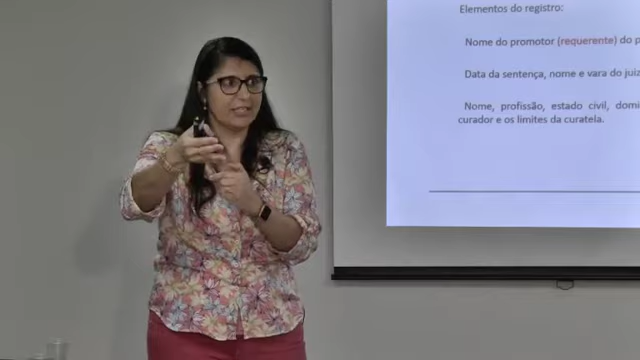 Elementos do registro:
Nome do promotor (requerente) do
Data da sentença, nome e vara do juiz
Nome, profissão, estado civil,
curador e os limites da curatela.